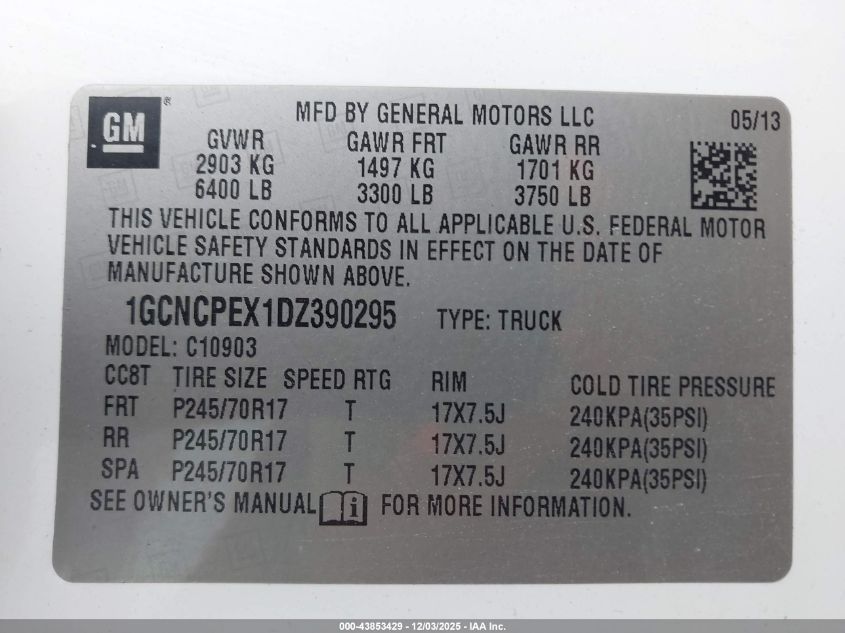 GM ®
MFD BY GENERAL MOTORS LLC 05/13
GVWR GAWR FRT GAWR RR
2903 KG 1497 KG 1701 KG
6400 LB 3300 LB 3750 LB
THIS VEHICLE CONFORMS TO ALL APPLICABLE U.S. FEDERAL MOTOR
VEHICLE SAFETY STANDARDS IN EFFECT ON THE DATE OF
MANUFACTURE SHOWN ABOVE.
1GCNCPEX1DZ390295 TYPE: TRUCK
MODEL: C10903
CC8T TIRE SIZE SPEED RTG RIM COLD TIRE PRESSURE
FRT P245/70R17 T 17X7.5J 240KPA(35PSI)
RR P245/70R17 T 17X7.5J 240KPA(35PSI)
SPA P245/70R17 T 17X7.5J 240KPA(35PSI)
SEE OWNER'S MANUAL i FOR MORE INFORMATION.
000-43853429 - 12/03/2025 - IAA Inc.